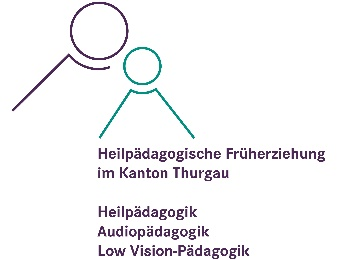 Heilpädagogische Früherziehung
im Kanton Thurgau
Heilpädagogik
Audiopädagogik
Low Vision-Pädagogik